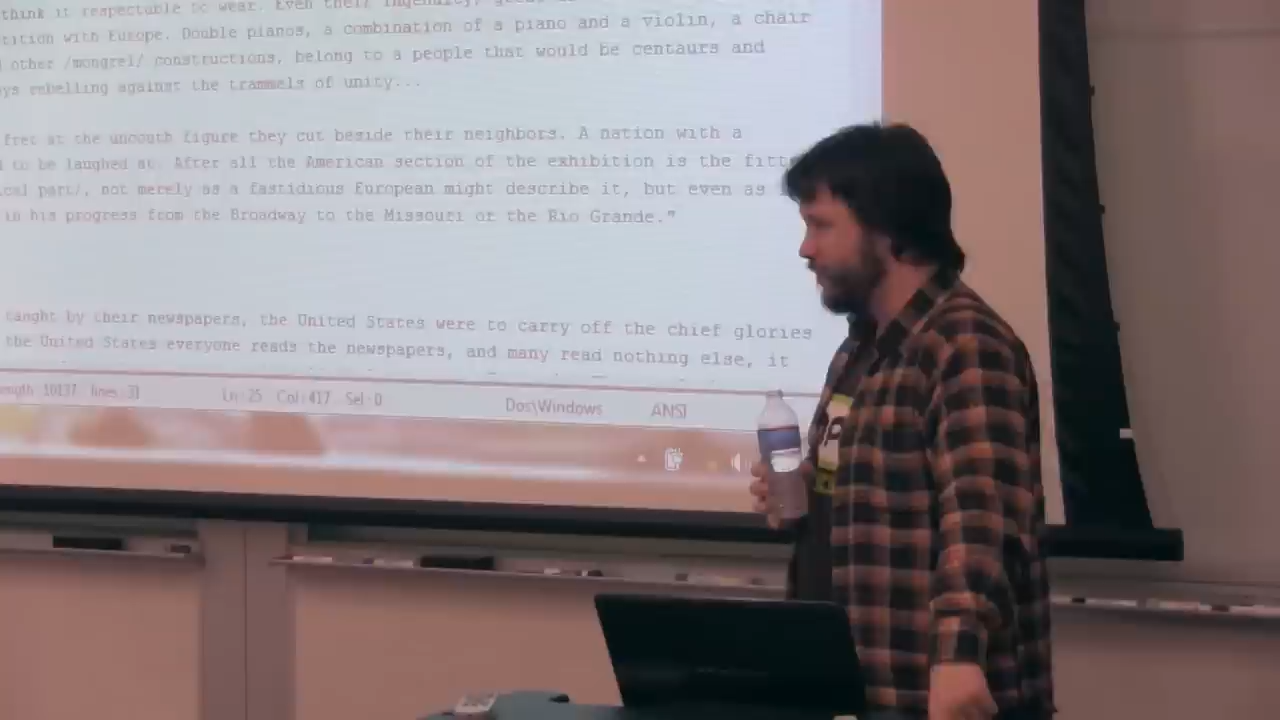 think it respectable to wear. Even their ingenuity,
tition with Europe. Double pianos, a combination of a piano and a violin, a chair
other /mongrel/ constructions, belong to a people that would be centaurs and
ys rebelling against the trammels of unity...
fret at the uncouth figure they cut beside their neighbors. A nation with a
to be laughed at. After all the American section of the exhibition is the fitt
cal part/, not merely as a fastidious European might describe it, but even as
in his progress from the Broadway to the Missouri or the Rio Grande."
taught by their newspapers, the United States were to carry off the chief glories
the United States everyone reads the newspapers, and many read nothing else, it
ength: 10137 lines: 31 Ln: 25 Col: 417 Sel: 0 Dos\Windows ANSI